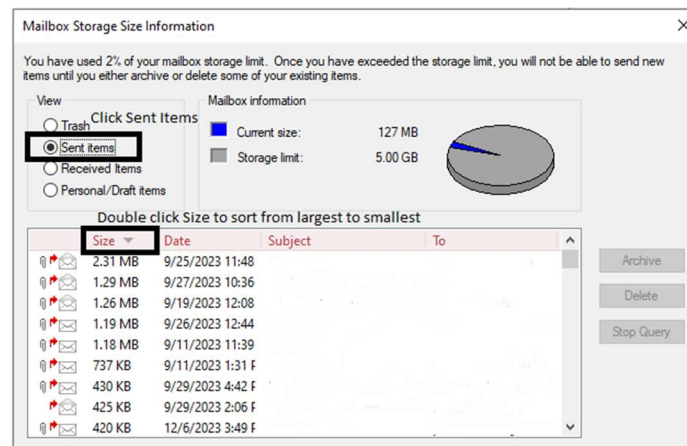 Mailbox Storage Size Information
You have used 2% of your mailbox storage limit. Once you have exceeded the storage limit, you will not be able to send new
items until you either archive or delete some of your existing items.
View
Mailbox information
Trash
Click Sent Items
Sent items
Received Items
Personal/Draft items
Current size: 127 MB
Storage limit: 5.00 GB
Double click Size to sort from largest to smallest
Size Date Subject To
2.31 MB 9/25/2023 11:48
1.29 MB 9/27/2023 10:36
1.26 MB 9/19/2023 12:08
1.19 MB 9/26/2023 12:44
1.18 MB 9/11/2023 11:39
737 KB 9/11/2023 1:31 P
430 KB 9/29/2023 4:42 P
425 KB 9/29/2023 2:06 P
420 KB 12/6/2023 3:49 P
Archive
Delete
Stop Query